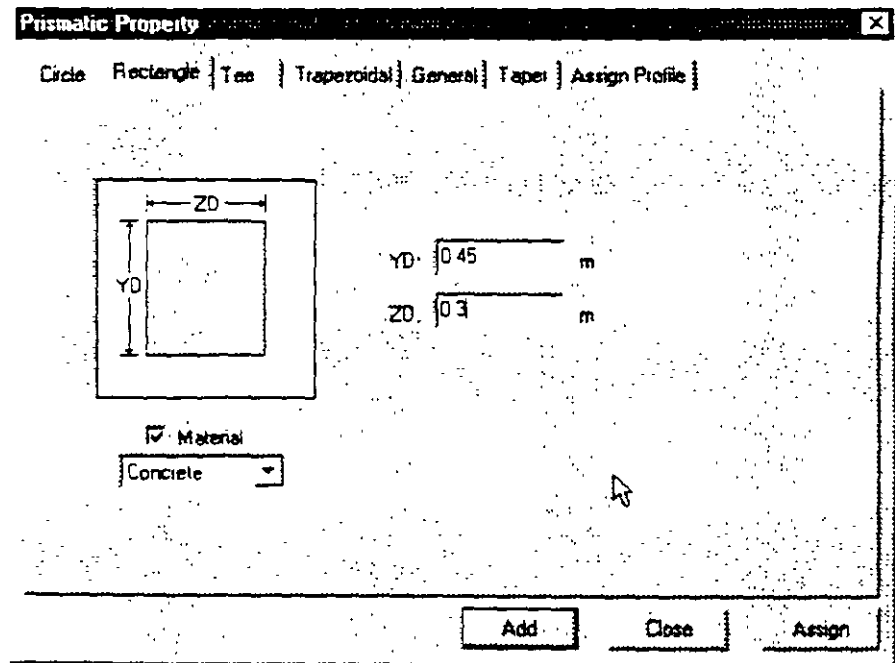 Prismatic Property
Circle Rectangle Tee Trapezoidal General Taper Assign Profile
ZD
YD
YD: 0.45 m
ZD: 0.3 m
Material
Concrete
Add Close Assign